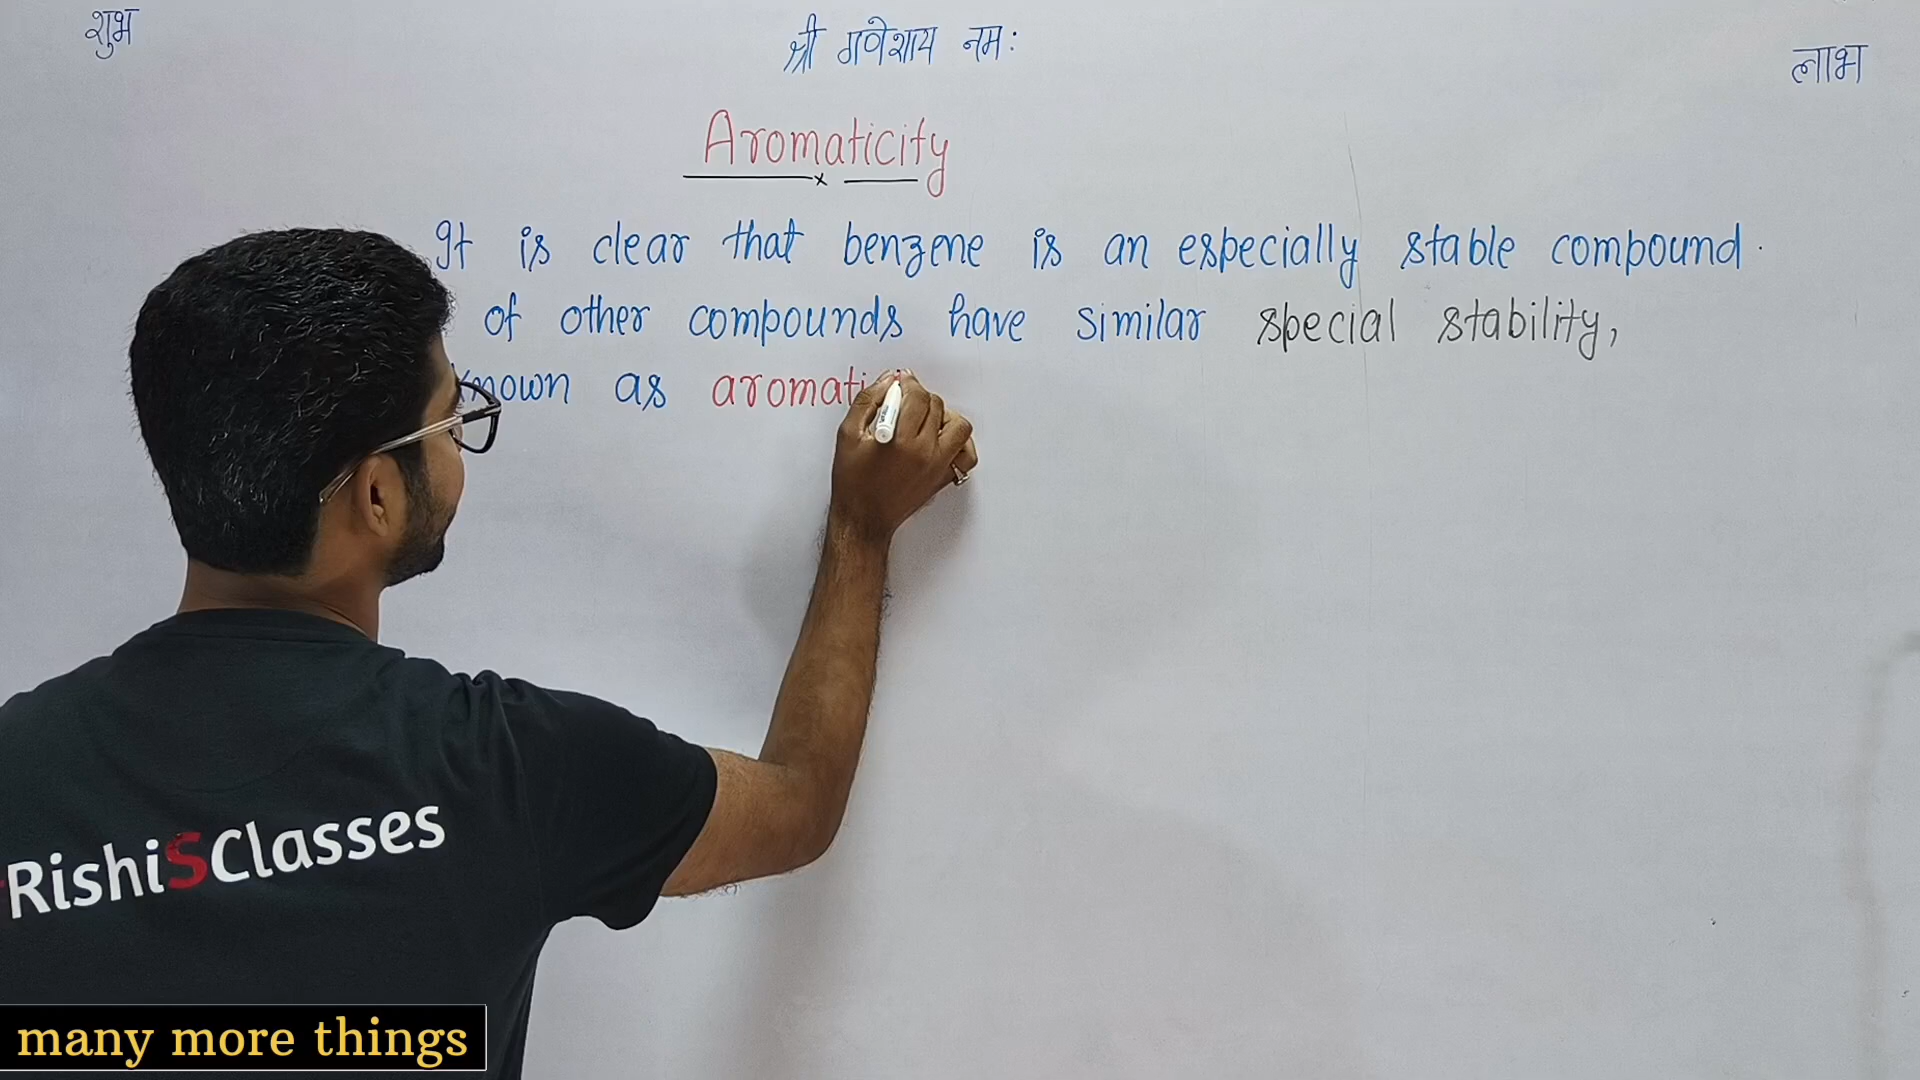 शुभ
श्री गणेशाय नमः
लाभ
Aromaticity
It is clear that benzene is an especially stable compound.
of other compounds have similar special stability,
known as aromati
RishiSClasses
many more things